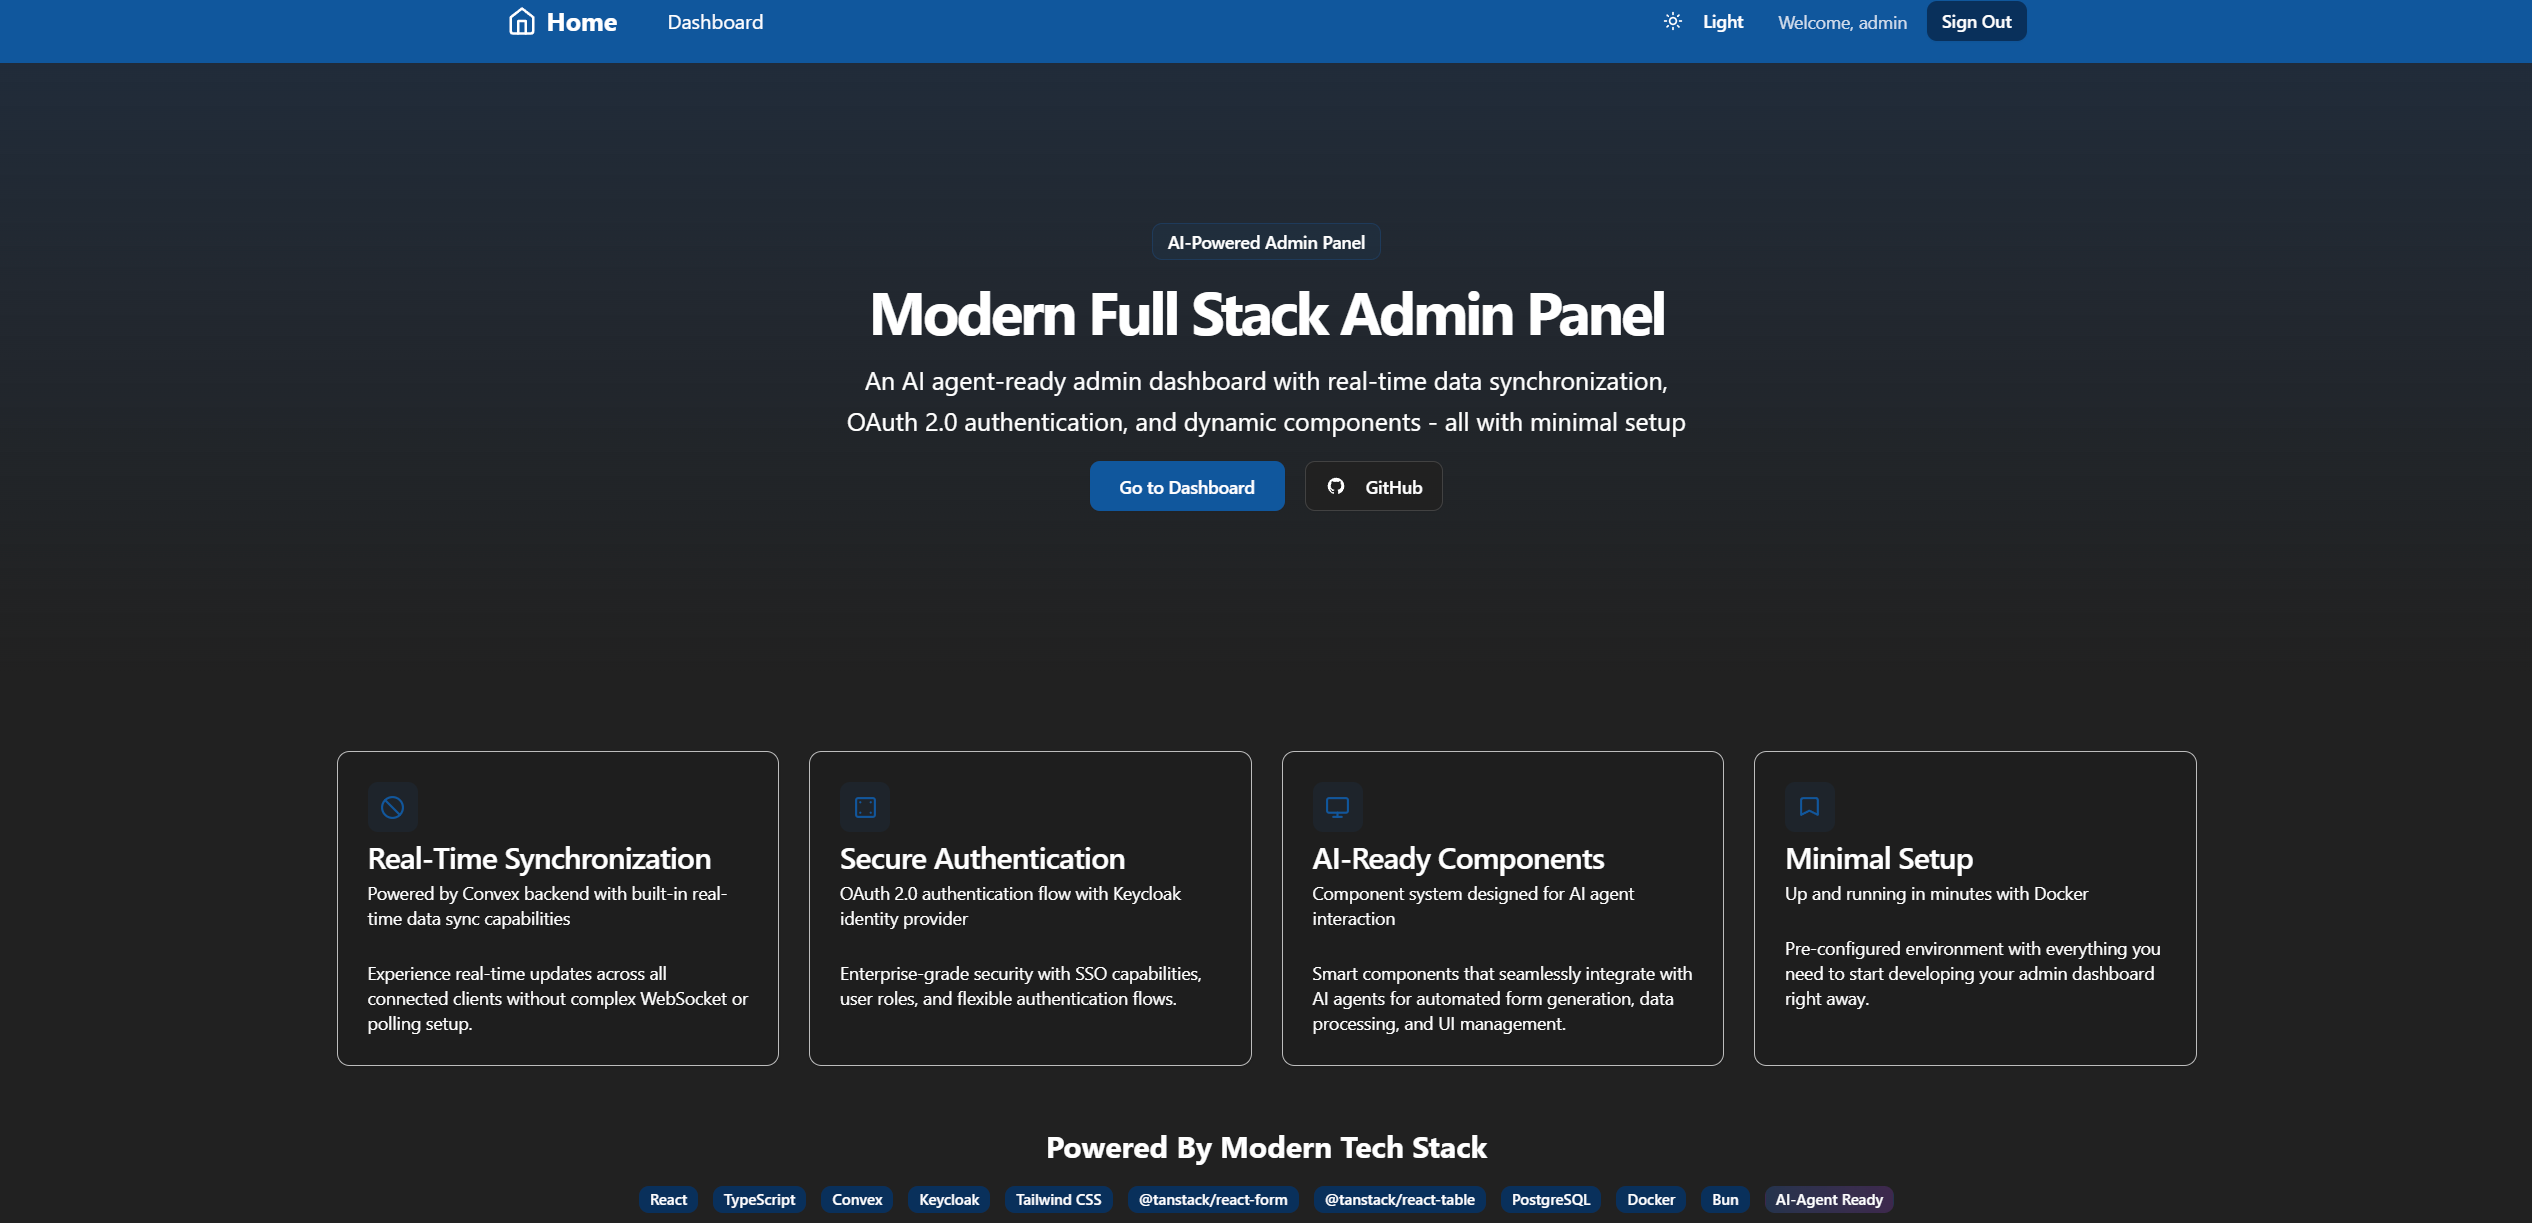 Home
Dashboard
Light
Welcome, admin
Sign Out
AI-Powered Admin Panel
Modern Full Stack Admin Panel
An AI agent-ready admin dashboard with real-time data synchronization,
OAuth 2.0 authentication, and dynamic components - all with minimal setup
Go to Dashboard
GitHub
Real-Time Synchronization
Powered by Convex backend with built-in real-
time data sync capabilities
Experience real-time updates across all
connected clients without complex WebSocket or
polling setup.
Secure Authentication
OAuth 2.0 authentication flow with Keycloak
identity provider
Enterprise-grade security with SSO capabilities,
user roles, and flexible authentication flows.
AI-Ready Components
Component system designed for AI agent
interaction
Smart components that seamlessly integrate with
AI agents for automated form generation, data
processing, and UI management.
Minimal Setup
Up and running in minutes with Docker
Pre-configured environment with everything you
need to start developing your admin dashboard
right away.
Powered By Modern Tech Stack
React
TypeScript
Convex
Keycloak
Tailwind CSS
@tanstack/react-form
@tanstack/react-table
PostgreSQL
Docker
Bun
AI-Agent Ready